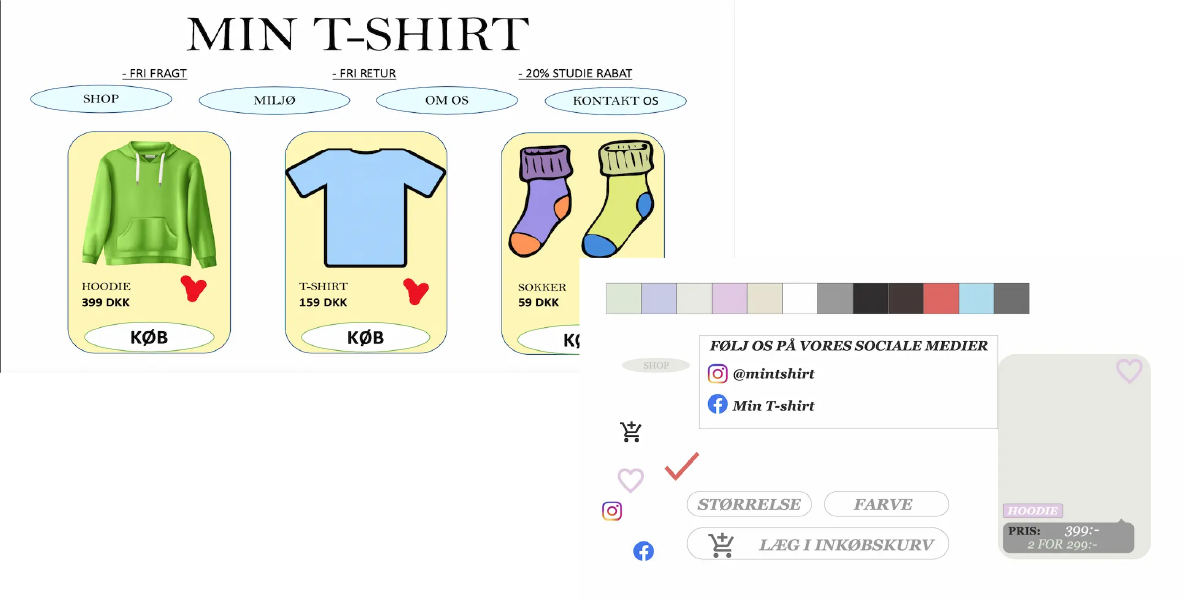 MIN T-SHIRT
- FRI FRAGT
- FRI RETUR
- 20% STUDIE RABAT
SHOP
MILJØ
OM OS
KONTAKT OS
HOODIE
399 DKK
KØB
T-SHIRT
159 DKK
KØB
SOKKER
59 DKK
SHOP
FØLJ OS PÅ VORES SOCIALE MEDIER
@mintshirt
Min T-shirt
STØRRELSE
FARVE
LÆG I INKØBSKURV
HOODIE
PRIS: 399:-
2 FOR 299:-